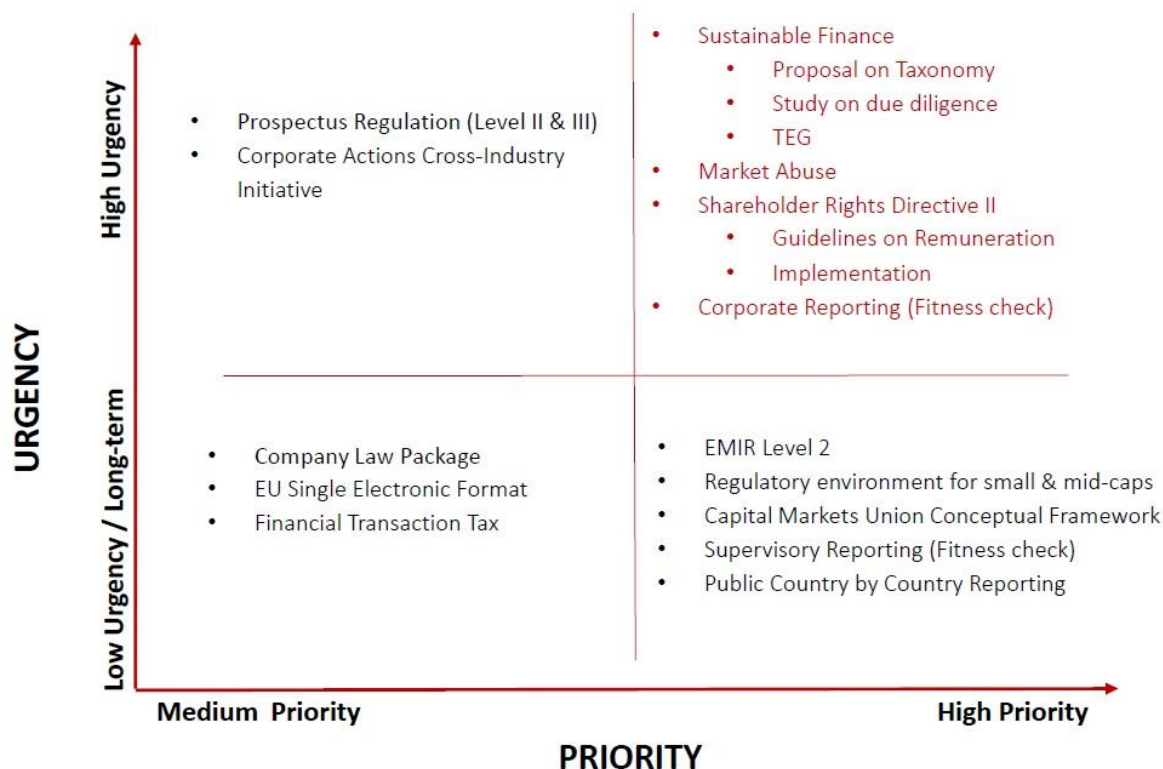 High Urgency
• Prospectus Regulation (Level II & III)
• Corporate Actions Cross-Industry
Initiative
• Sustainable Finance
• Proposal on Taxonomy
• Study on due diligence
• TEG
• Market Abuse
• Shareholder Rights Directive II
• Guidelines on Remuneration
• Implementation
• Corporate Reporting (Fitness check)
URGENCY
Low Urgency / Long-term
• Company Law Package
• EU Single Electronic Format
• Financial Transaction Tax
• EMIR Level 2
• Regulatory environment for small & mid-caps
• Capital Markets Union Conceptual Framework
• Supervisory Reporting (Fitness check)
• Public Country by Country Reporting
Medium Priority
High Priority
PRIORITY